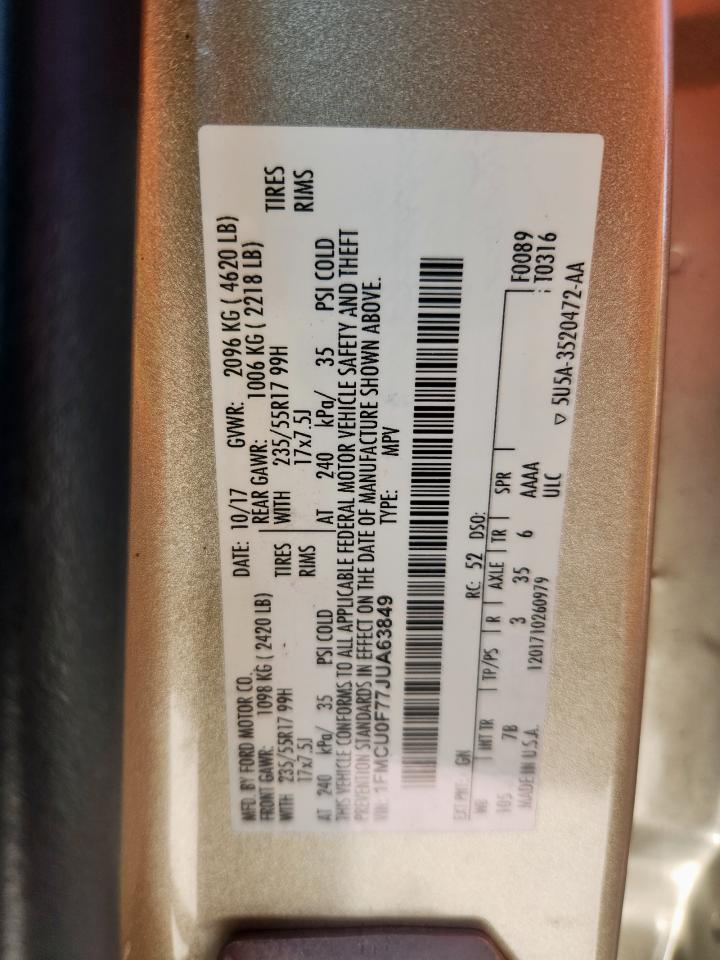 MFD. BY FORD MOTOR CO. DATE: 10/17 GVWR: 2096 KG ( 4620 LB)
FRONT GAWR: 1098 KG ( 2420 LB) REAR GAWR: 1006 KG ( 2218 LB)
WITH 235/55R17 99H TIRES WITH 235/55R17 99H TIRES
17x7.5J RIMS 17x7.5J RIMS
AT 240 kPa/ 35 PSI COLD AT 240 kPa/ 35 PSI COLD
THIS VEHICLE CONFORMS TO ALL APPLICABLE FEDERAL MOTOR VEHICLE SAFETY AND THEFT
PREVENTION STANDARDS IN EFFECT ON THE DATE OF MANUFACTURE SHOWN ABOVE.
VIN: 1FMCU0F77JUA63849 TYPE: MPV
EXT PNT: GN RC: 52 DSO:
WB INT TR TP/PS R AXLE TR SPR F0089
105 7B 3 35 6 AAAA T0316
MADE IN U.S.A. 1201710260979 ULC
▽ 5U5A-3520472-AA